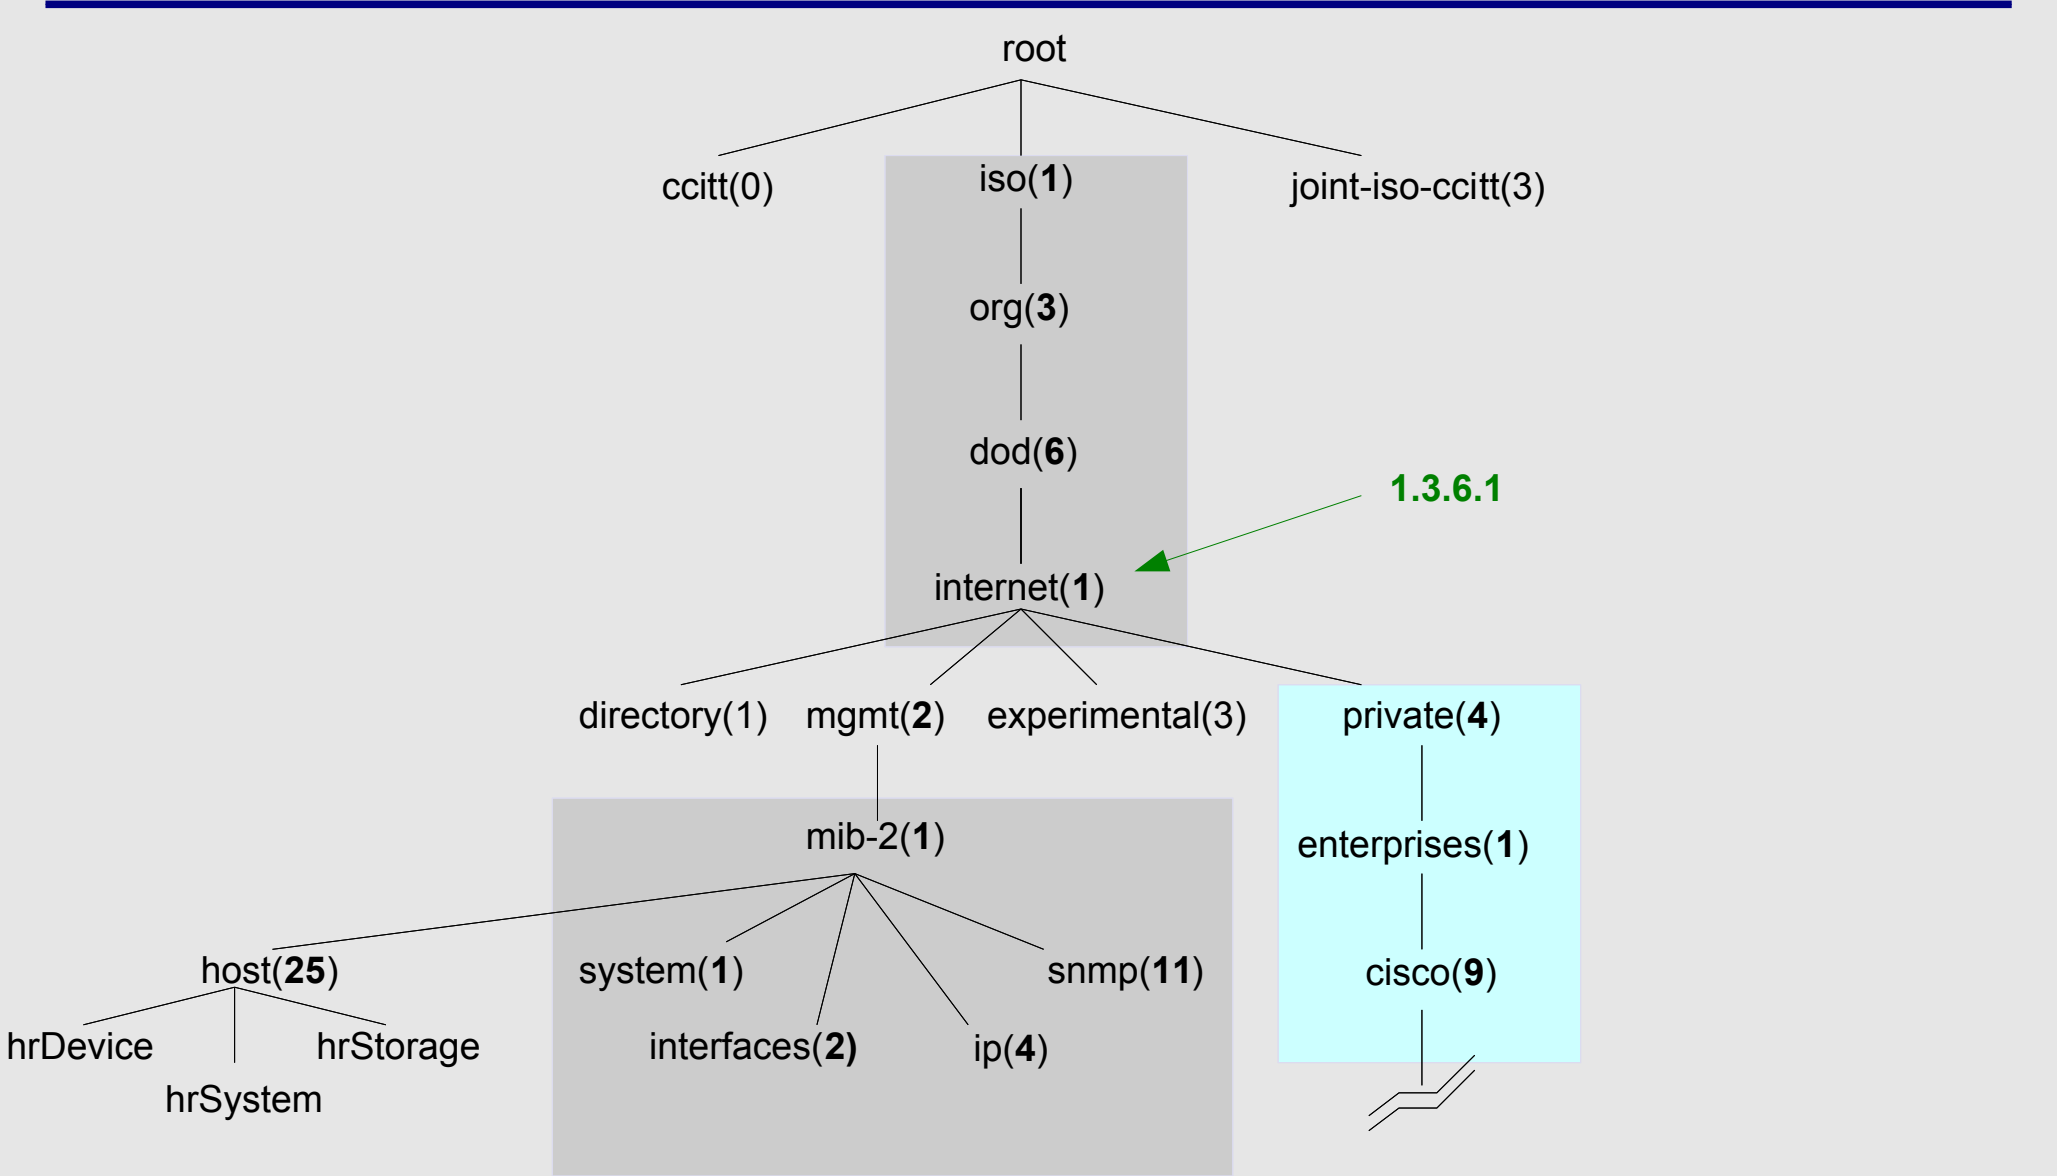 root
ccitt(0)
iso(1)
joint-iso-ccitt(3)
org(3)
dod(6)
1.3.6.1
internet(1)
directory(1)
mgmt(2)
experimental(3)
private(4)
mib-2(1)
enterprises(1)
host(25)
system(1)
snmp(11)
cisco(9)
hrDevice
hrStorage
interfaces(2)
ip(4)
hrSystem